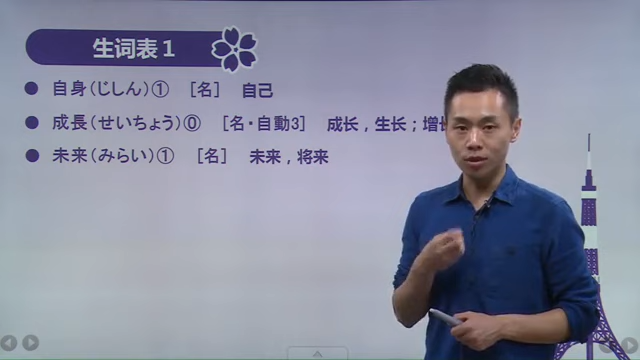 生词表1
自身(じしん)① [名] 自己
成長(せいちょう)⓪ [名・自動3] 成长，生长；增长
未来(みらい)① [名] 未来，将来